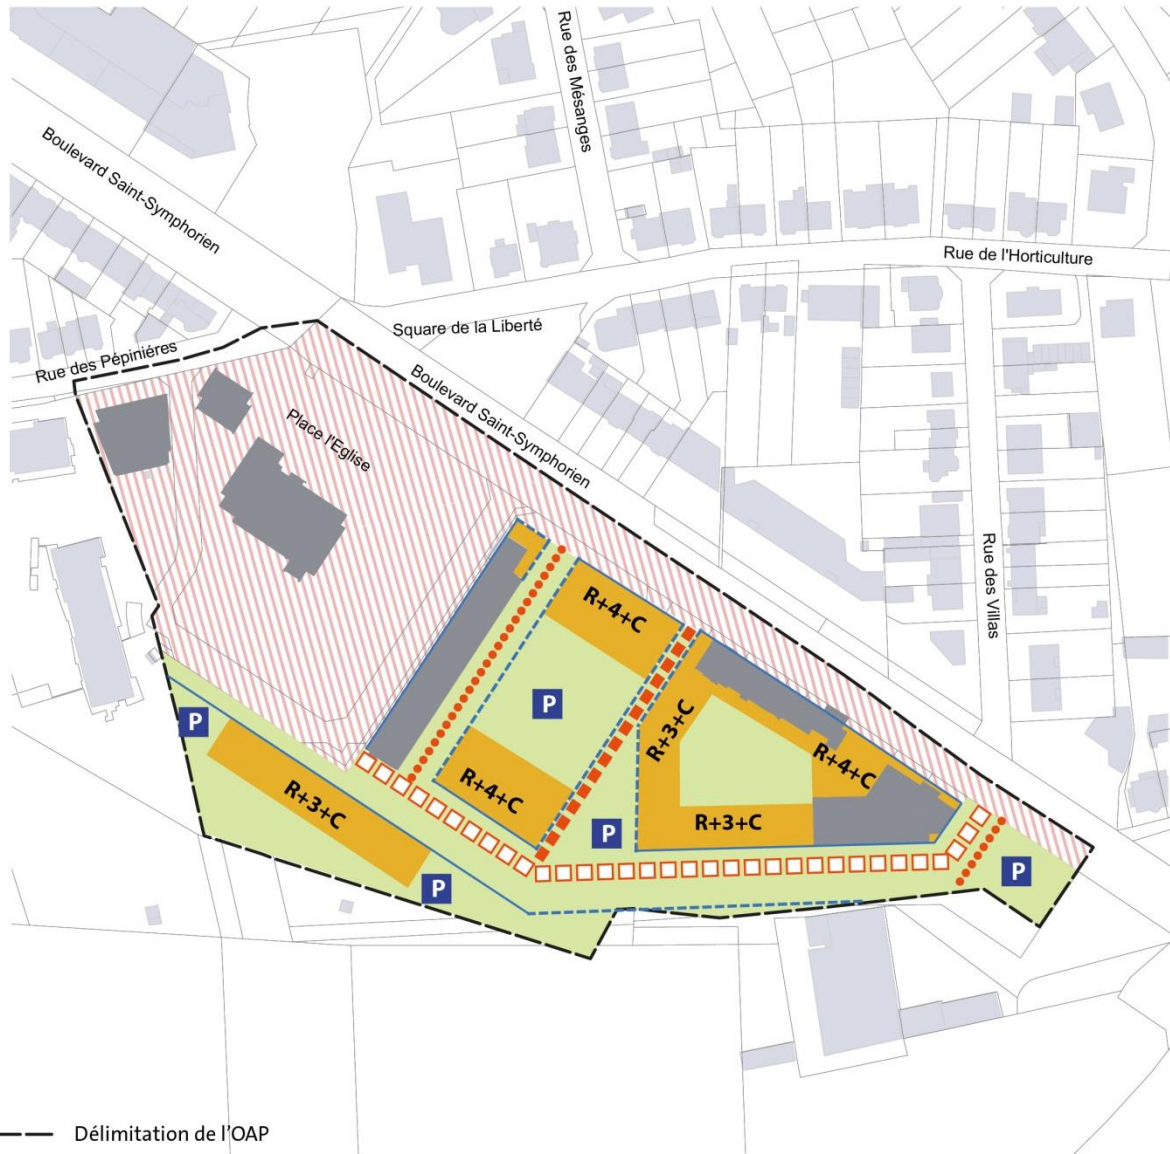 Rue des Mésanges
Boulevard Saint-Symphorien
Rue de l'Horticulture
Square de la Liberté
Rue des Pépiniéres
Boulevard Saint-Symphorien
Place l'Eglise
Rue des Villas
R+4+C
P
R+3+C
P
R+4+C
R+4+C
R+3+C
R+3+C
P
P
P
Délimitation de l'OAP